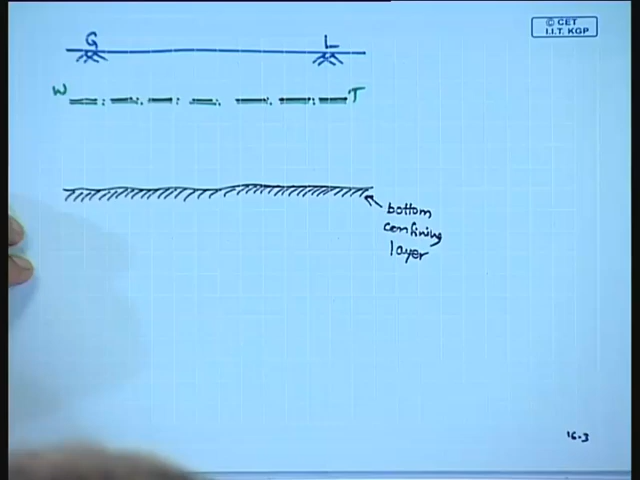 © CET
I.I.T. KGP
G L
W T
bottom
confining
layer
16.3